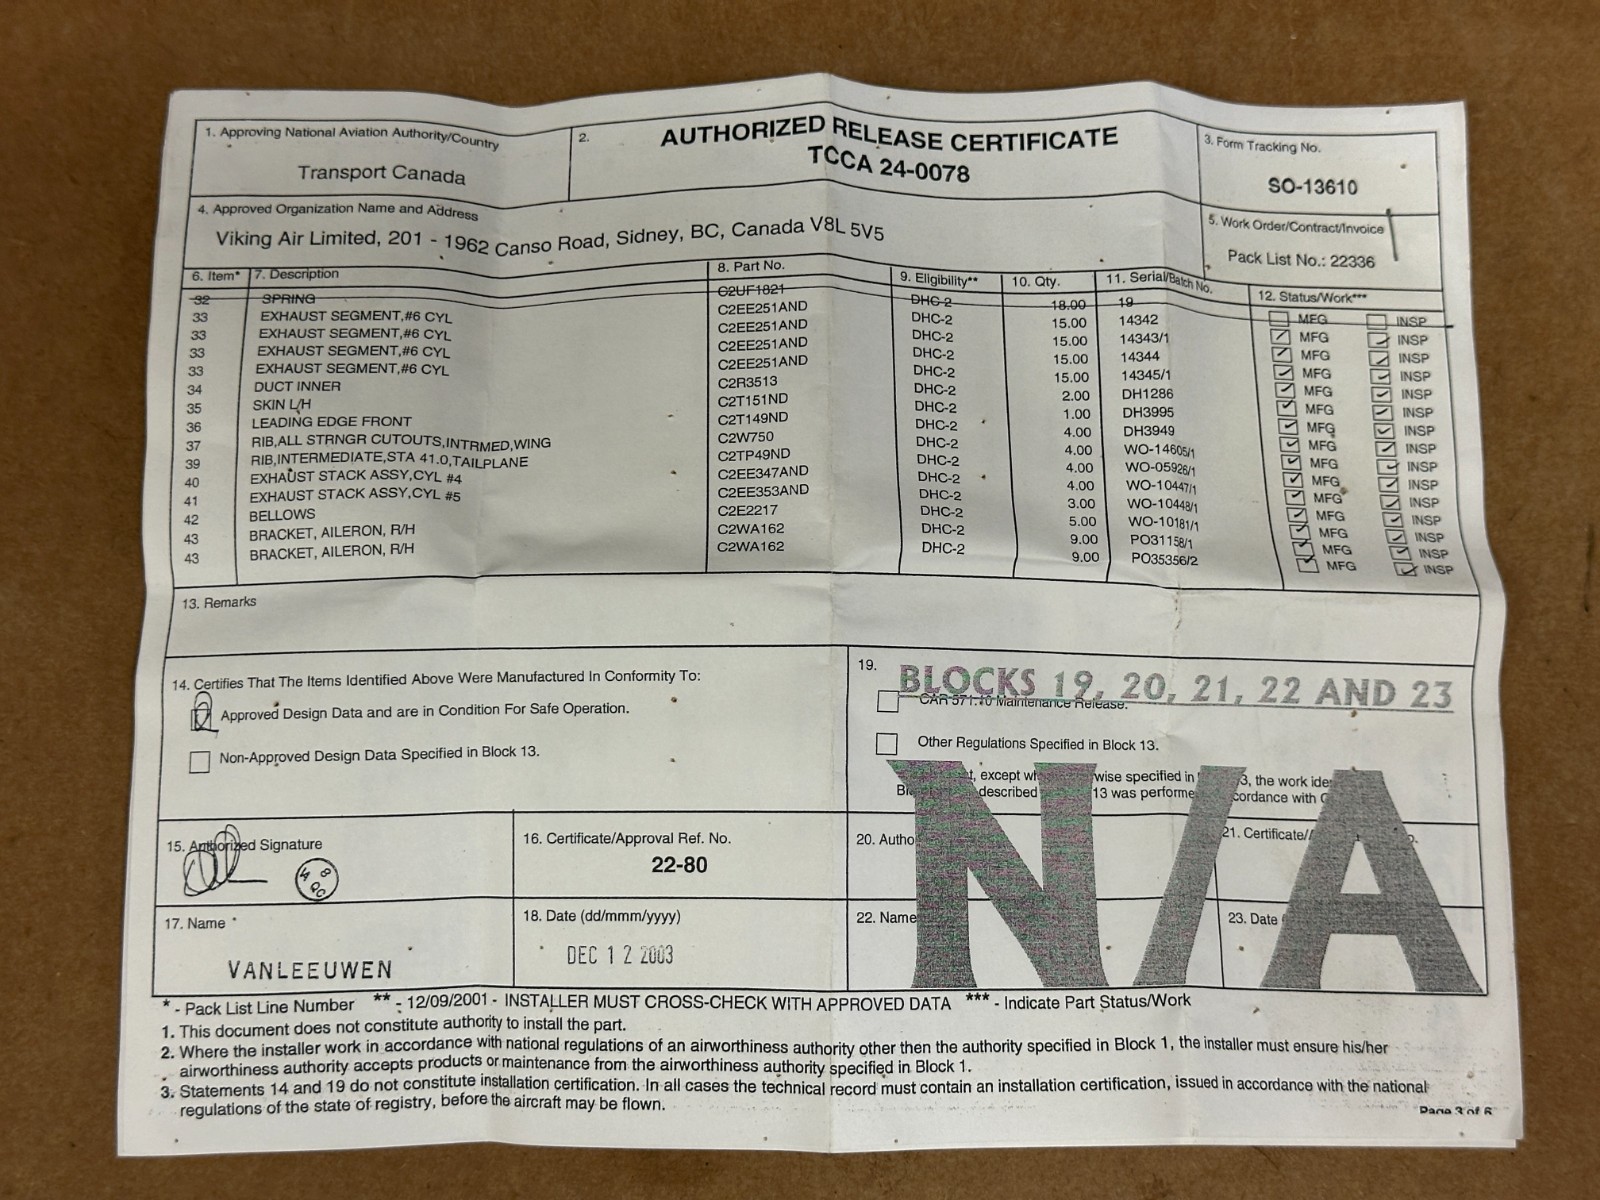 1. Approving National Aviation Authority/Country
Transport Canada
2.
AUTHORIZED RELEASE CERTIFICATE
TCCA 24-0078
3. Form Tracking No.
SO-13610
4. Approved Organization Name and Address
Viking Air Limited, 201 - 1962 Canso Road, Sidney, BC, Canada V8L 5V5
5. Work Order/Contract/Invoice
Pack List No.: 22336
6. Item* 7. Description 8. Part No. 9. Eligibility** 10. Qty. 11. Serial/Batch No. 12. Status/Work***
32 SPRING C2UF1821 DHC-2 18.00 19 MFG INSP
33 EXHAUST SEGMENT,#6 CYL C2EE251AND DHC-2 15.00 14342 MFG INSP
33 EXHAUST SEGMENT,#6 CYL C2EE251AND DHC-2 15.00 14343/1 MFG INSP
33 EXHAUST SEGMENT,#6 CYL C2EE251AND DHC-2 15.00 14344 MFG INSP
33 EXHAUST SEGMENT,#6 CYL C2EE251AND DHC-2 15.00 14345/1 MFG INSP
34 DUCT INNER C2R3513 DHC-2 2.00 DH1286 MFG INSP
35 SKIN L/H C2T151ND DHC-2 1.00 DH3995 MFG INSP
36 LEADING EDGE FRONT C2T149ND DHC-2 4.00 DH3949 MFG INSP
37 RIB,ALL STRNGR CUTOUTS,INTRMED,WING C2W750 DHC-2 4.00 WO-14605/1 MFG INSP
39 RIB,INTERMEDIATE,STA 41.0,TAILPLANE C2TP49ND DHC-2 4.00 WO-05926/1 MFG INSP
40 EXHAUST STACK ASSY,CYL #4 C2EE347AND DHC-2 4.00 WO-10447/1 MFG INSP
41 EXHAUST STACK ASSY,CYL #5 C2EE353AND DHC-2 3.00 WO-10448/1 MFG INSP
42 BELLOWS C2E2217 DHC-2 5.00 WO-10181/1 MFG INSP
43 BRACKET, AILERON, R/H C2WA162 DHC-2 9.00 PO31158/1 MFG INSP
43 BRACKET, AILERON, R/H C2WA162 DHC-2 9.00 PO35356/2 MFG INSP
13. Remarks
14. Certifies That The Items Identified Above Were Manufactured In Conformity To:
Approved Design Data and are in Condition For Safe Operation.
Non-Approved Design Data Specified in Block 13.
19.
BLOCKS 19, 20, 21, 22 AND 23
CAR 571.10 Maintenance Release.
Other Regulations Specified in Block 13.
except wise specified in 3, the work
described 13 was with
N/A
15. Authorized Signature
16. Certificate/Approval Ref. No.
22-80
20.
21. Certificate/
17. Name
VANLEEUWEN
18. Date (dd/mmm/yyyy)
DEC 12 2003
22. Name
23. Date
* - Pack List Line Number ** - 12/09/2001 - INSTALLER MUST CROSS-CHECK WITH APPROVED DATA *** - Indicate Part Status/Work
1. This document does not constitute authority to install the part.
2. Where the installer work in accordance with national regulations of an airworthiness authority other then the authority specified in Block 1, the installer must ensure his/her
airworthiness authority accepts products or maintenance from the airworthiness authority specified in Block 1.
3. Statements 14 and 19 do not constitute installation certification. In all cases the technical record must contain an installation certification, issued in accordance with the national
regulations of the state of registry, before the aircraft may be flown.
Page 3 of 6